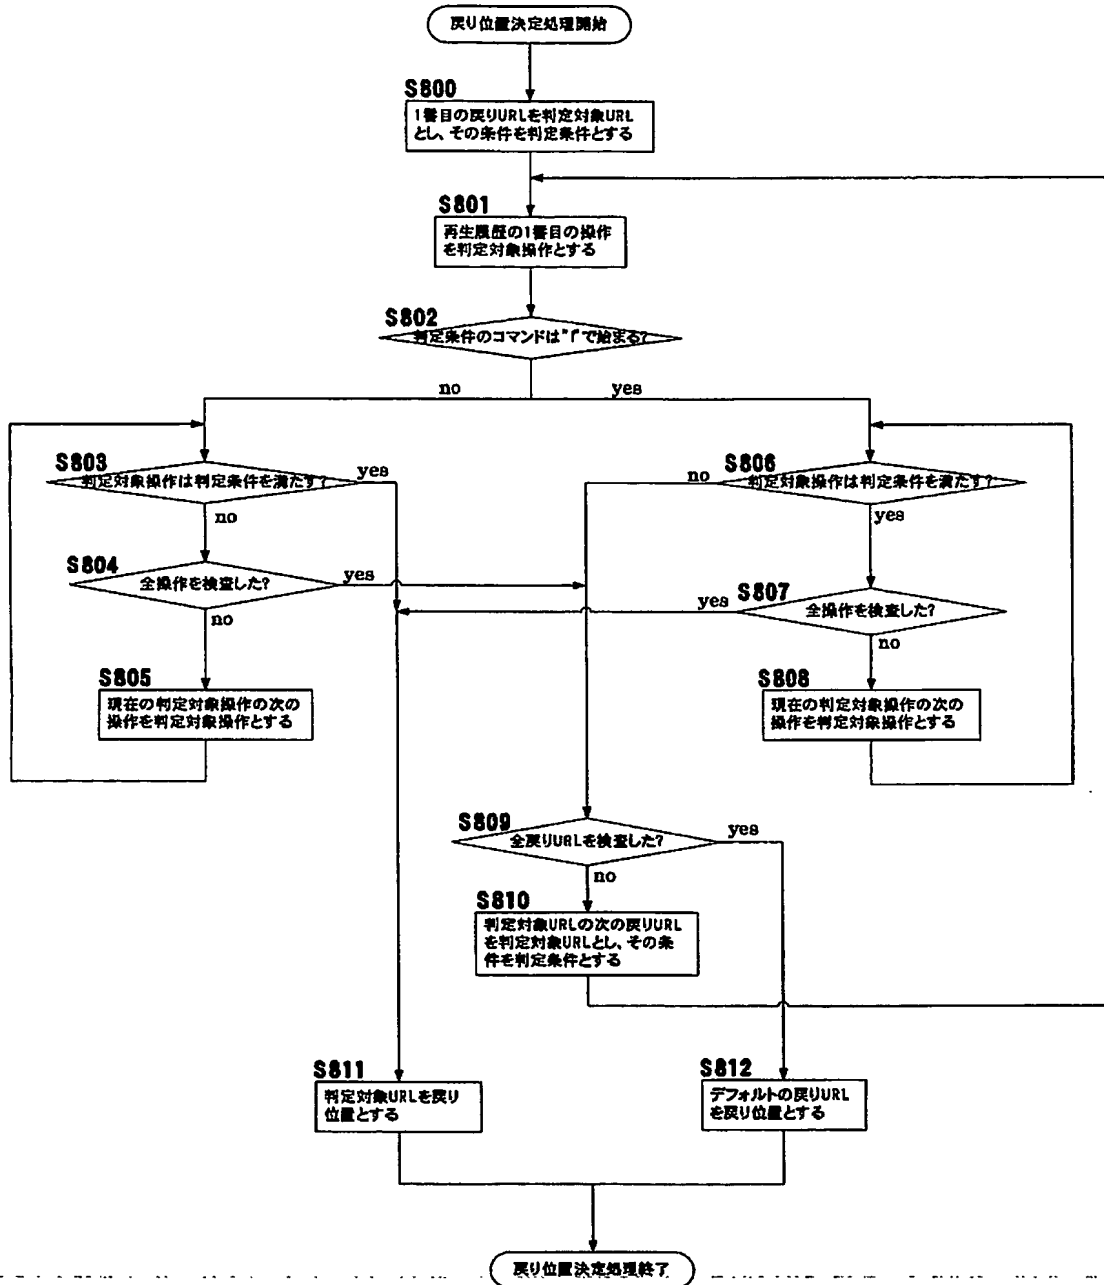 戻り位置決定処理開始
S800
1番目の戻りURLを判定対象URL
とし、その条件を判定条件とする
S801
再生履歴の1番目の操作
を判定対象操作とする
S802
判定条件のコマンドは"!"で始まる?
no
yes
S803
判定対象操作は判定条件を満たす?
yes
no
S806
判定対象操作は判定条件を満たす?
no
yes
S804
全操作を検査した?
yes
no
S807
全操作を検査した?
yes
no
S805
現在の判定対象操作の次の
操作を判定対象操作とする
S808
現在の判定対象操作の次の
操作を判定対象操作とする
S809
全戻りURLを検査した?
yes
no
S810
判定対象URLの次の戻りURL
を判定対象URLとし、その条
件を判定条件とする
S811
判定対象URLを戻り
位置とする
S812
デフォルトの戻りURL
を戻り位置とする
戻り位置決定処理終了